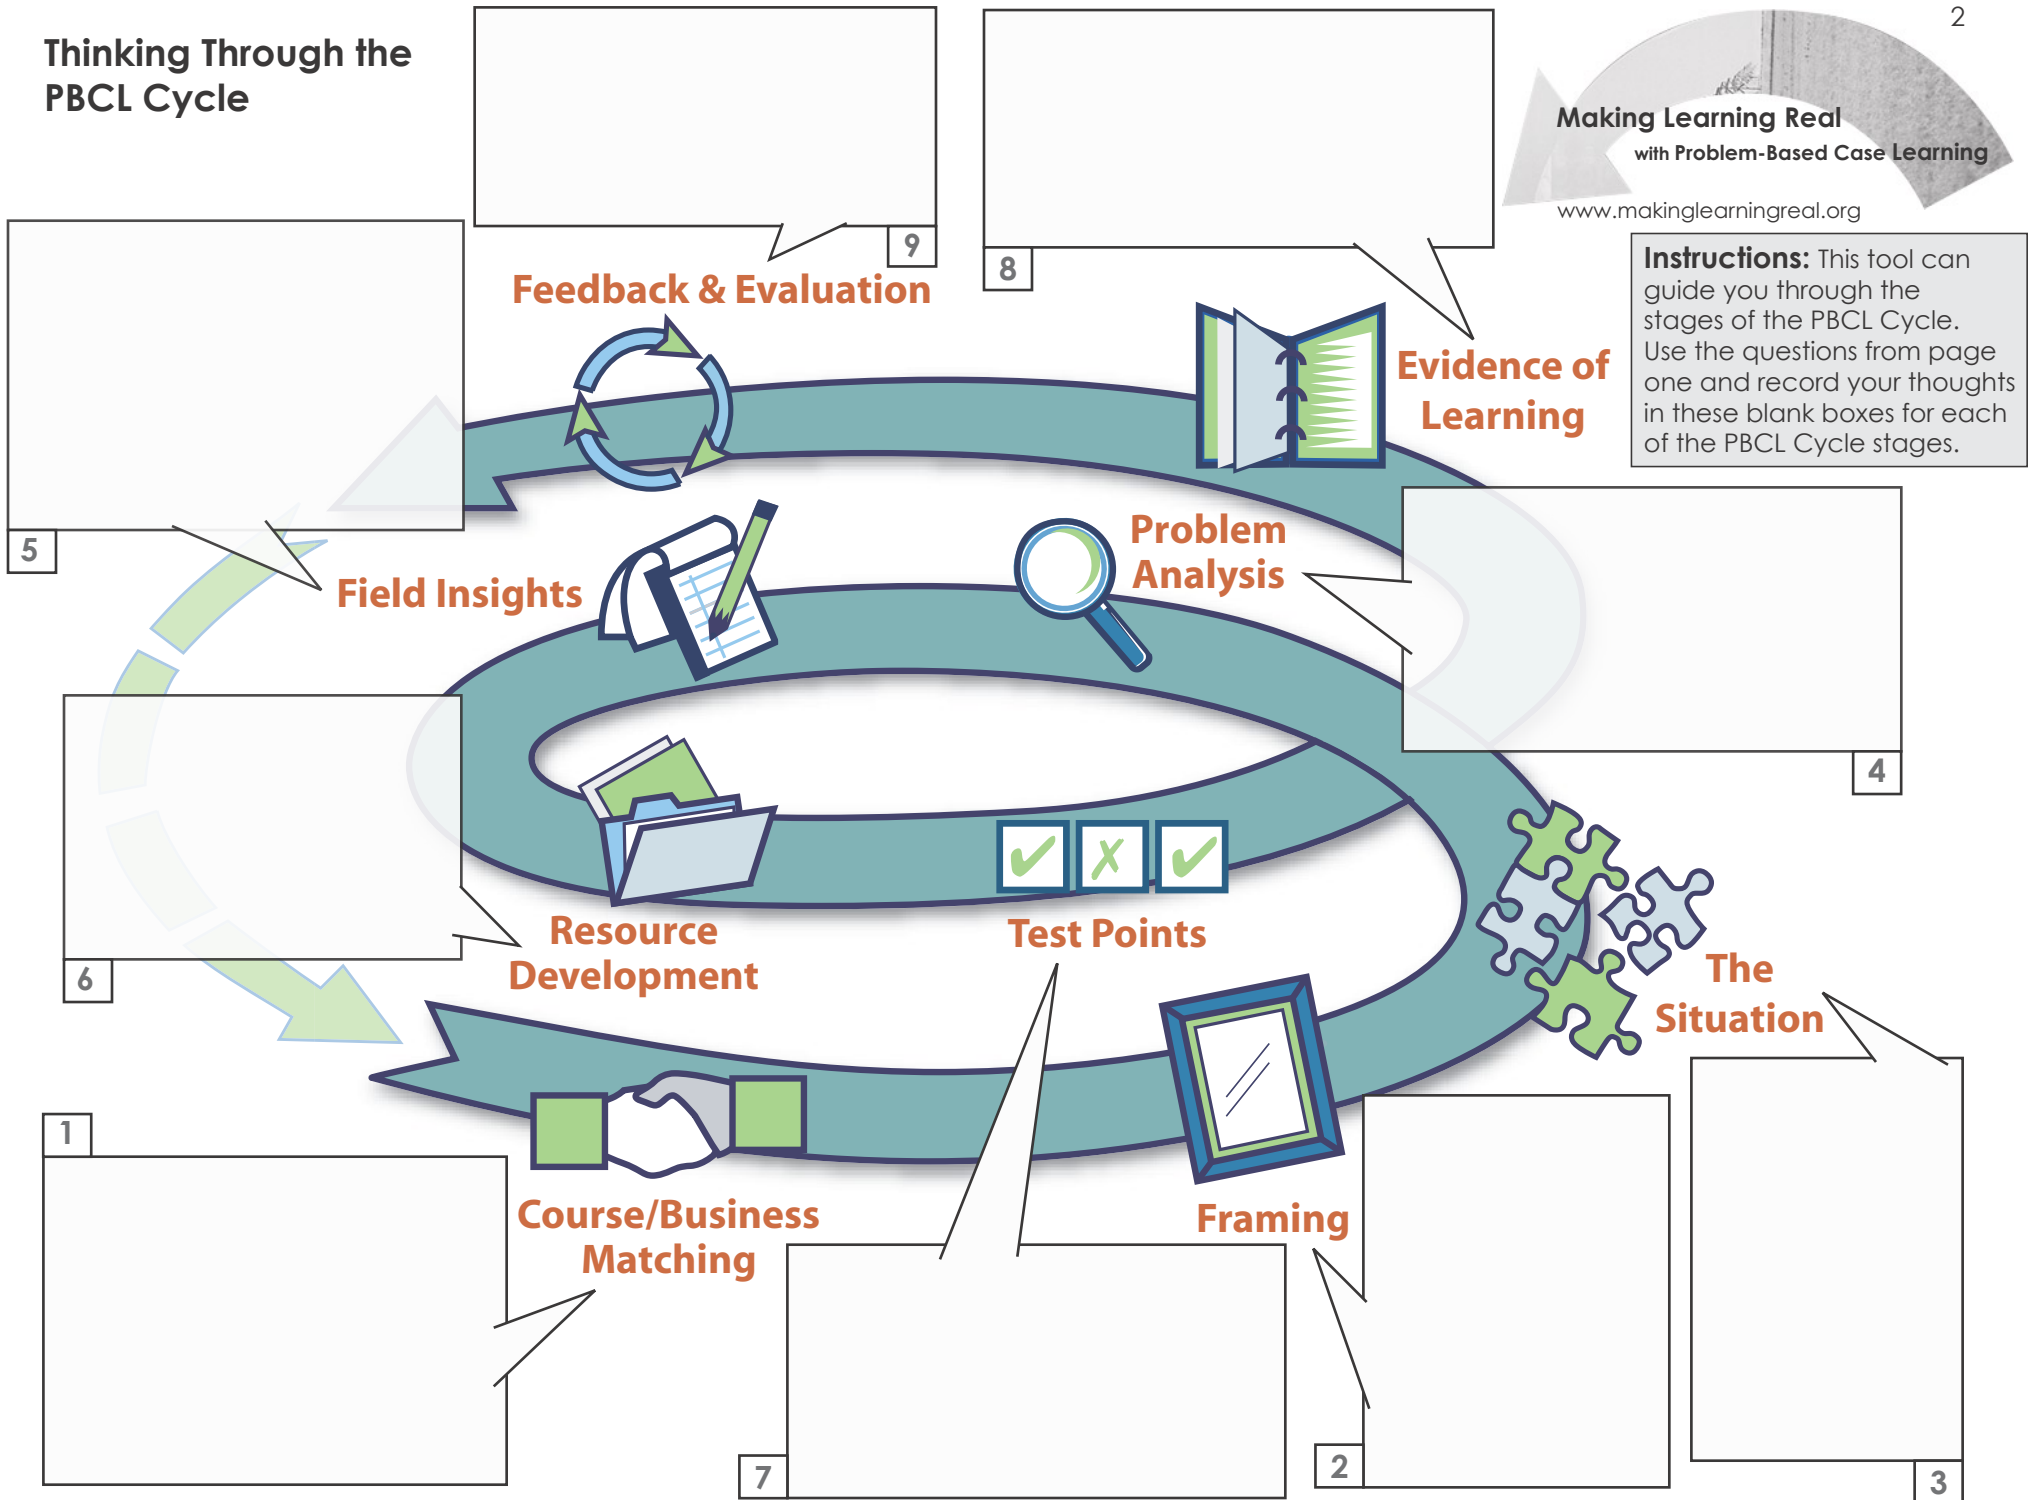 Thinking Through the
PBCL Cycle
2
Making Learning Real
with Problem-Based Case Learning
www.makinglearningreal.org
Instructions: This tool can
guide you through the
stages of the PBCL Cycle.
Use the questions from page
one and record your thoughts
in these blank boxes for each
of the PBCL Cycle stages.
9
Feedback & Evaluation
8
Evidence of
Learning
5
Field Insights
Problem
Analysis
4
6
Resource
Development
Test Points
The
Situation
1
Course/Business
Matching
Framing
7
2
3